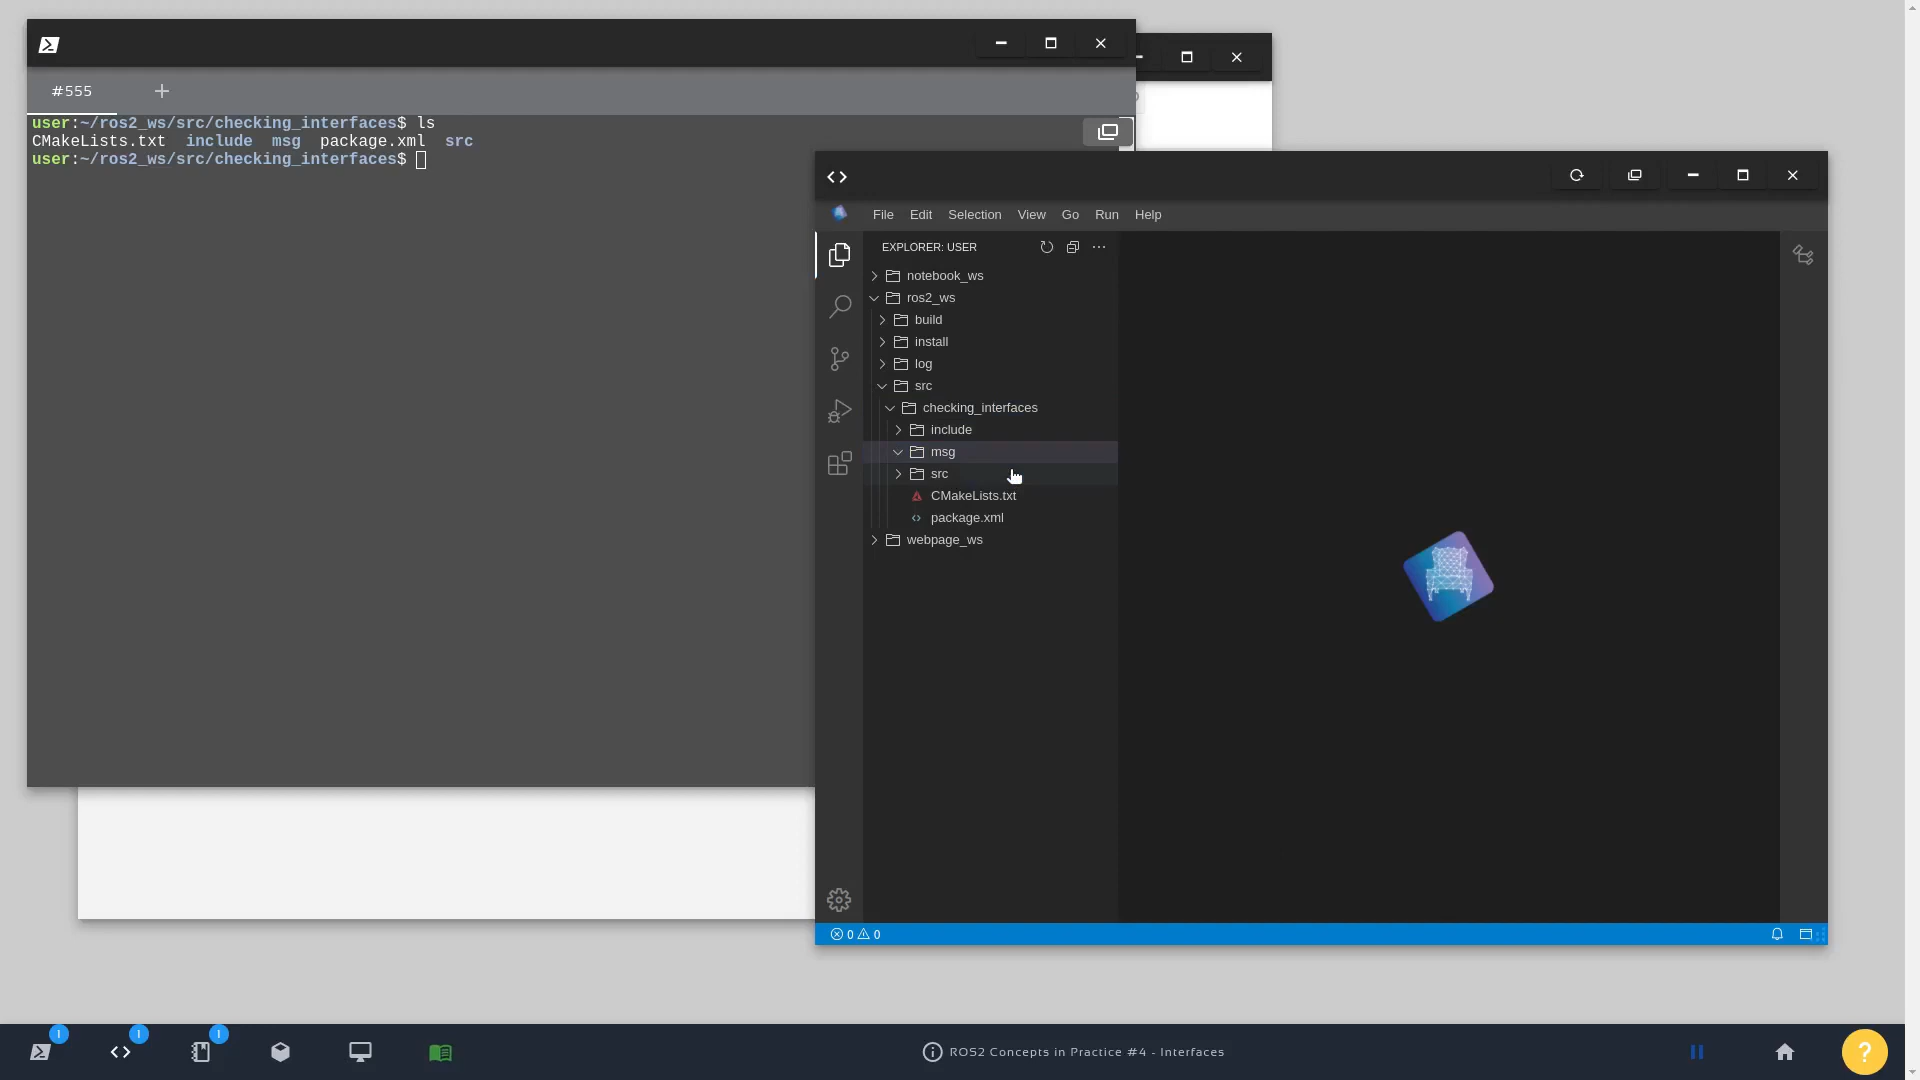 #555
user:~/ros2_ws/src/checking_interfaces$ ls
CMakeLists.txt  include  msg  package.xml  src
user:~/ros2_ws/src/checking_interfaces$
File Edit Selection View Go Run Help
EXPLORER: USER
notebook_ws
ros2_ws
build
install
log
src
checking_interfaces
include
msg
src
CMakeLists.txt
package.xml
webpage_ws
0 0
ROS2 Concepts in Practice #4 - Interfaces
?